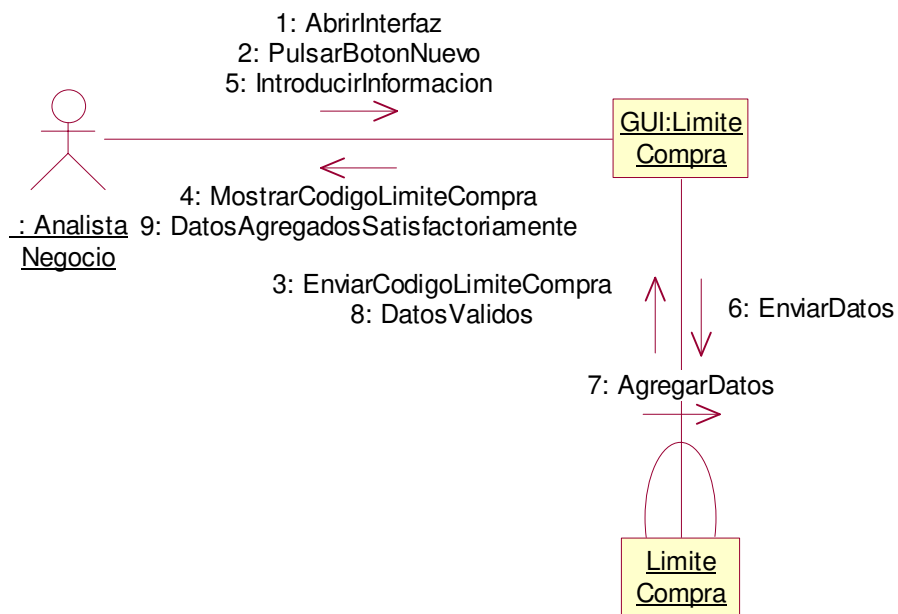 1: AbrirInterfaz
2: PulsarBotonNuevo
5: IntroducirInformacion
GUI:Limite
Compra
4: MostrarCodigoLimiteCompra
9: DatosAgregadosSatisfactoriamente
: Analista
Negocio
3: EnviarCodigoLimiteCompra
8: DatosValidos
6: EnviarDatos
7: AgregarDatos
Limite
Compra